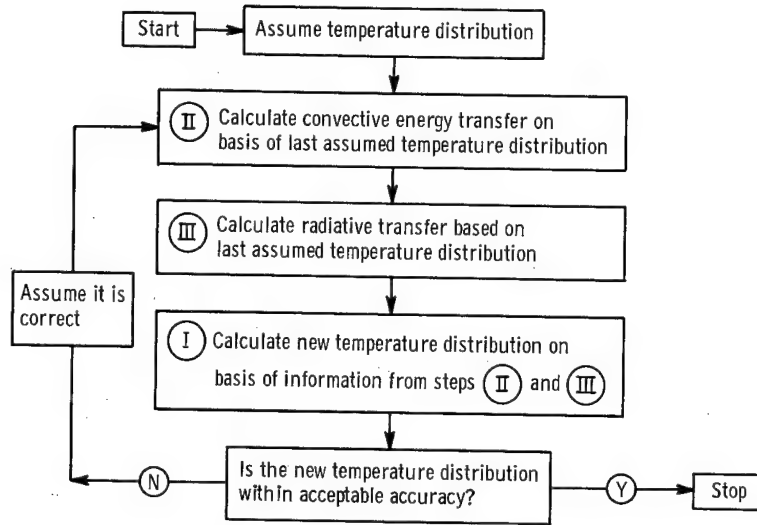 Start
Assume temperature distribution
II Calculate convective energy transfer on
basis of last assumed temperature distribution
III Calculate radiative transfer based on
last assumed temperature distribution
Assume it is
correct
I Calculate new temperature distribution on
basis of information from steps II and III
Is the new temperature distribution
within acceptable accuracy?
N
Y
Stop